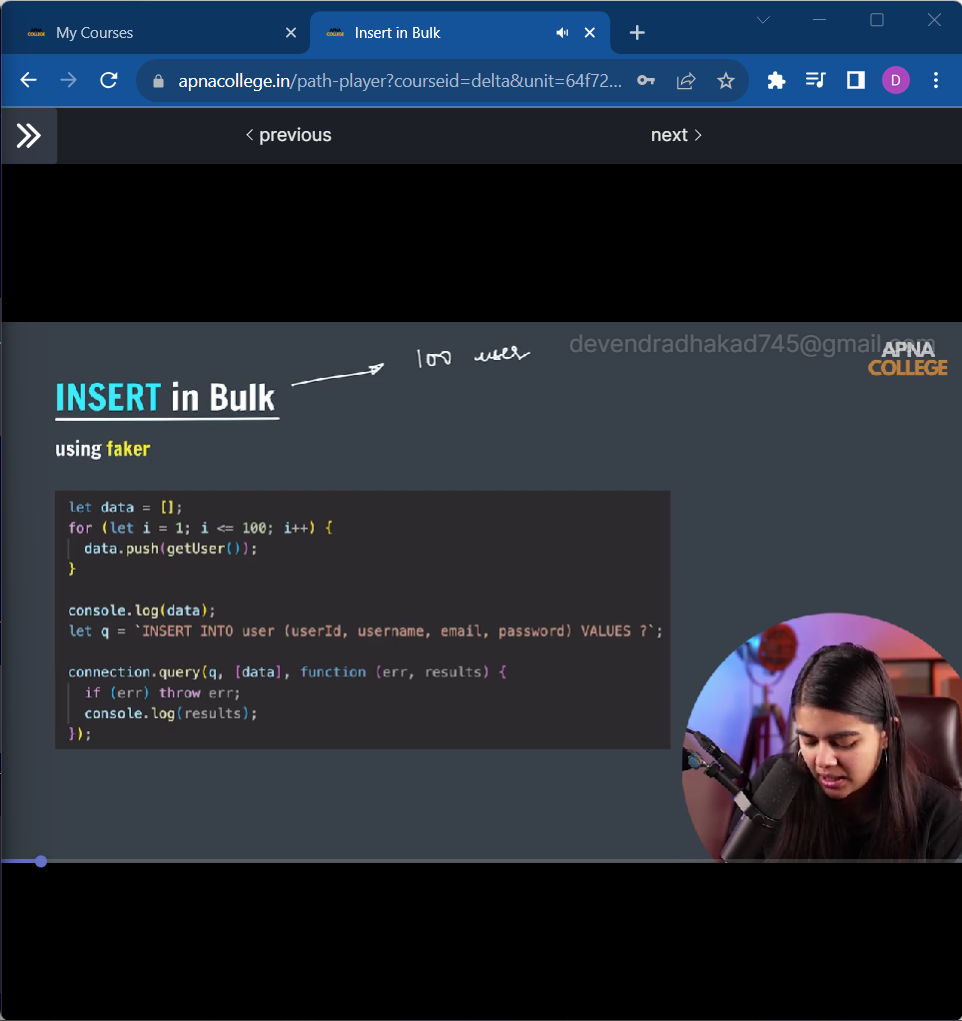 My Courses
Insert in Bulk
apnacollege.in/path-player?courseid=delta&unit=64f72...
D
previous
next
100 user
devendradhakad745@gmail.com
APNA
COLLEGE
INSERT in Bulk
using faker
let data = [];
for (let i = 1; i <= 100; i++) {
data.push(getUser());
}
console.log(data);
let q = `INSERT INTO user (userId, username, email, password) VALUES ?`;
connection.query(q, [data], function (err, results) {
if (err) throw err;
console.log(results);
});